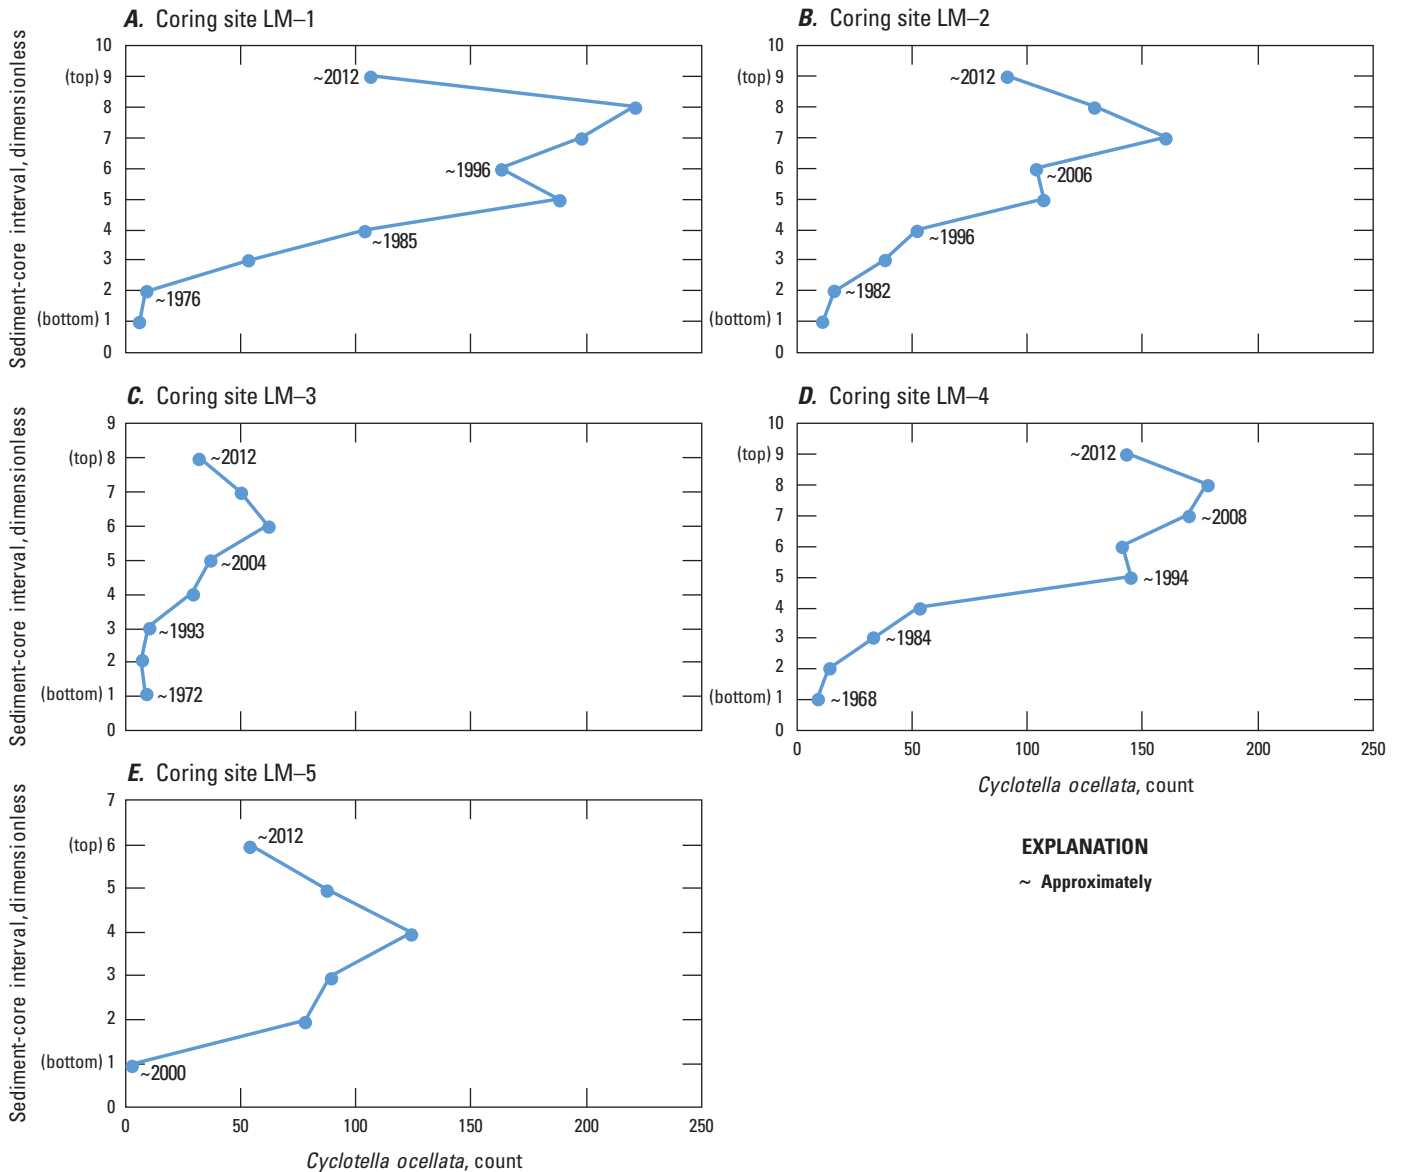 A. Coring site LM–1
Sediment-core interval, dimensionless
10
(top) 9
8
7
6
5
4
3
2
(bottom) 1
0
~2012
~1996
~1985
~1976
B. Coring site LM–2
10
(top) 9
8
7
6
5
4
3
2
(bottom) 1
0
~2012
~2006
~1996
~1982
C. Coring site LM–3
Sediment-core interval, dimensionless
9
(top) 8
7
6
5
4
3
2
(bottom) 1
0
~2012
~2004
~1993
~1972
D. Coring site LM–4
10
(top) 9
8
7
6
5
4
3
2
(bottom) 1
0
~2012
~2008
~1994
~1984
~1968
0 50 100 150 200 250
Cyclotella ocellata, count
E. Coring site LM–5
Sediment-core interval, dimensionless
7
(top) 6
5
4
3
2
(bottom) 1
0
~2012
~2000
0 50 100 150 200 250
Cyclotella ocellata, count
EXPLANATION
~ Approximately